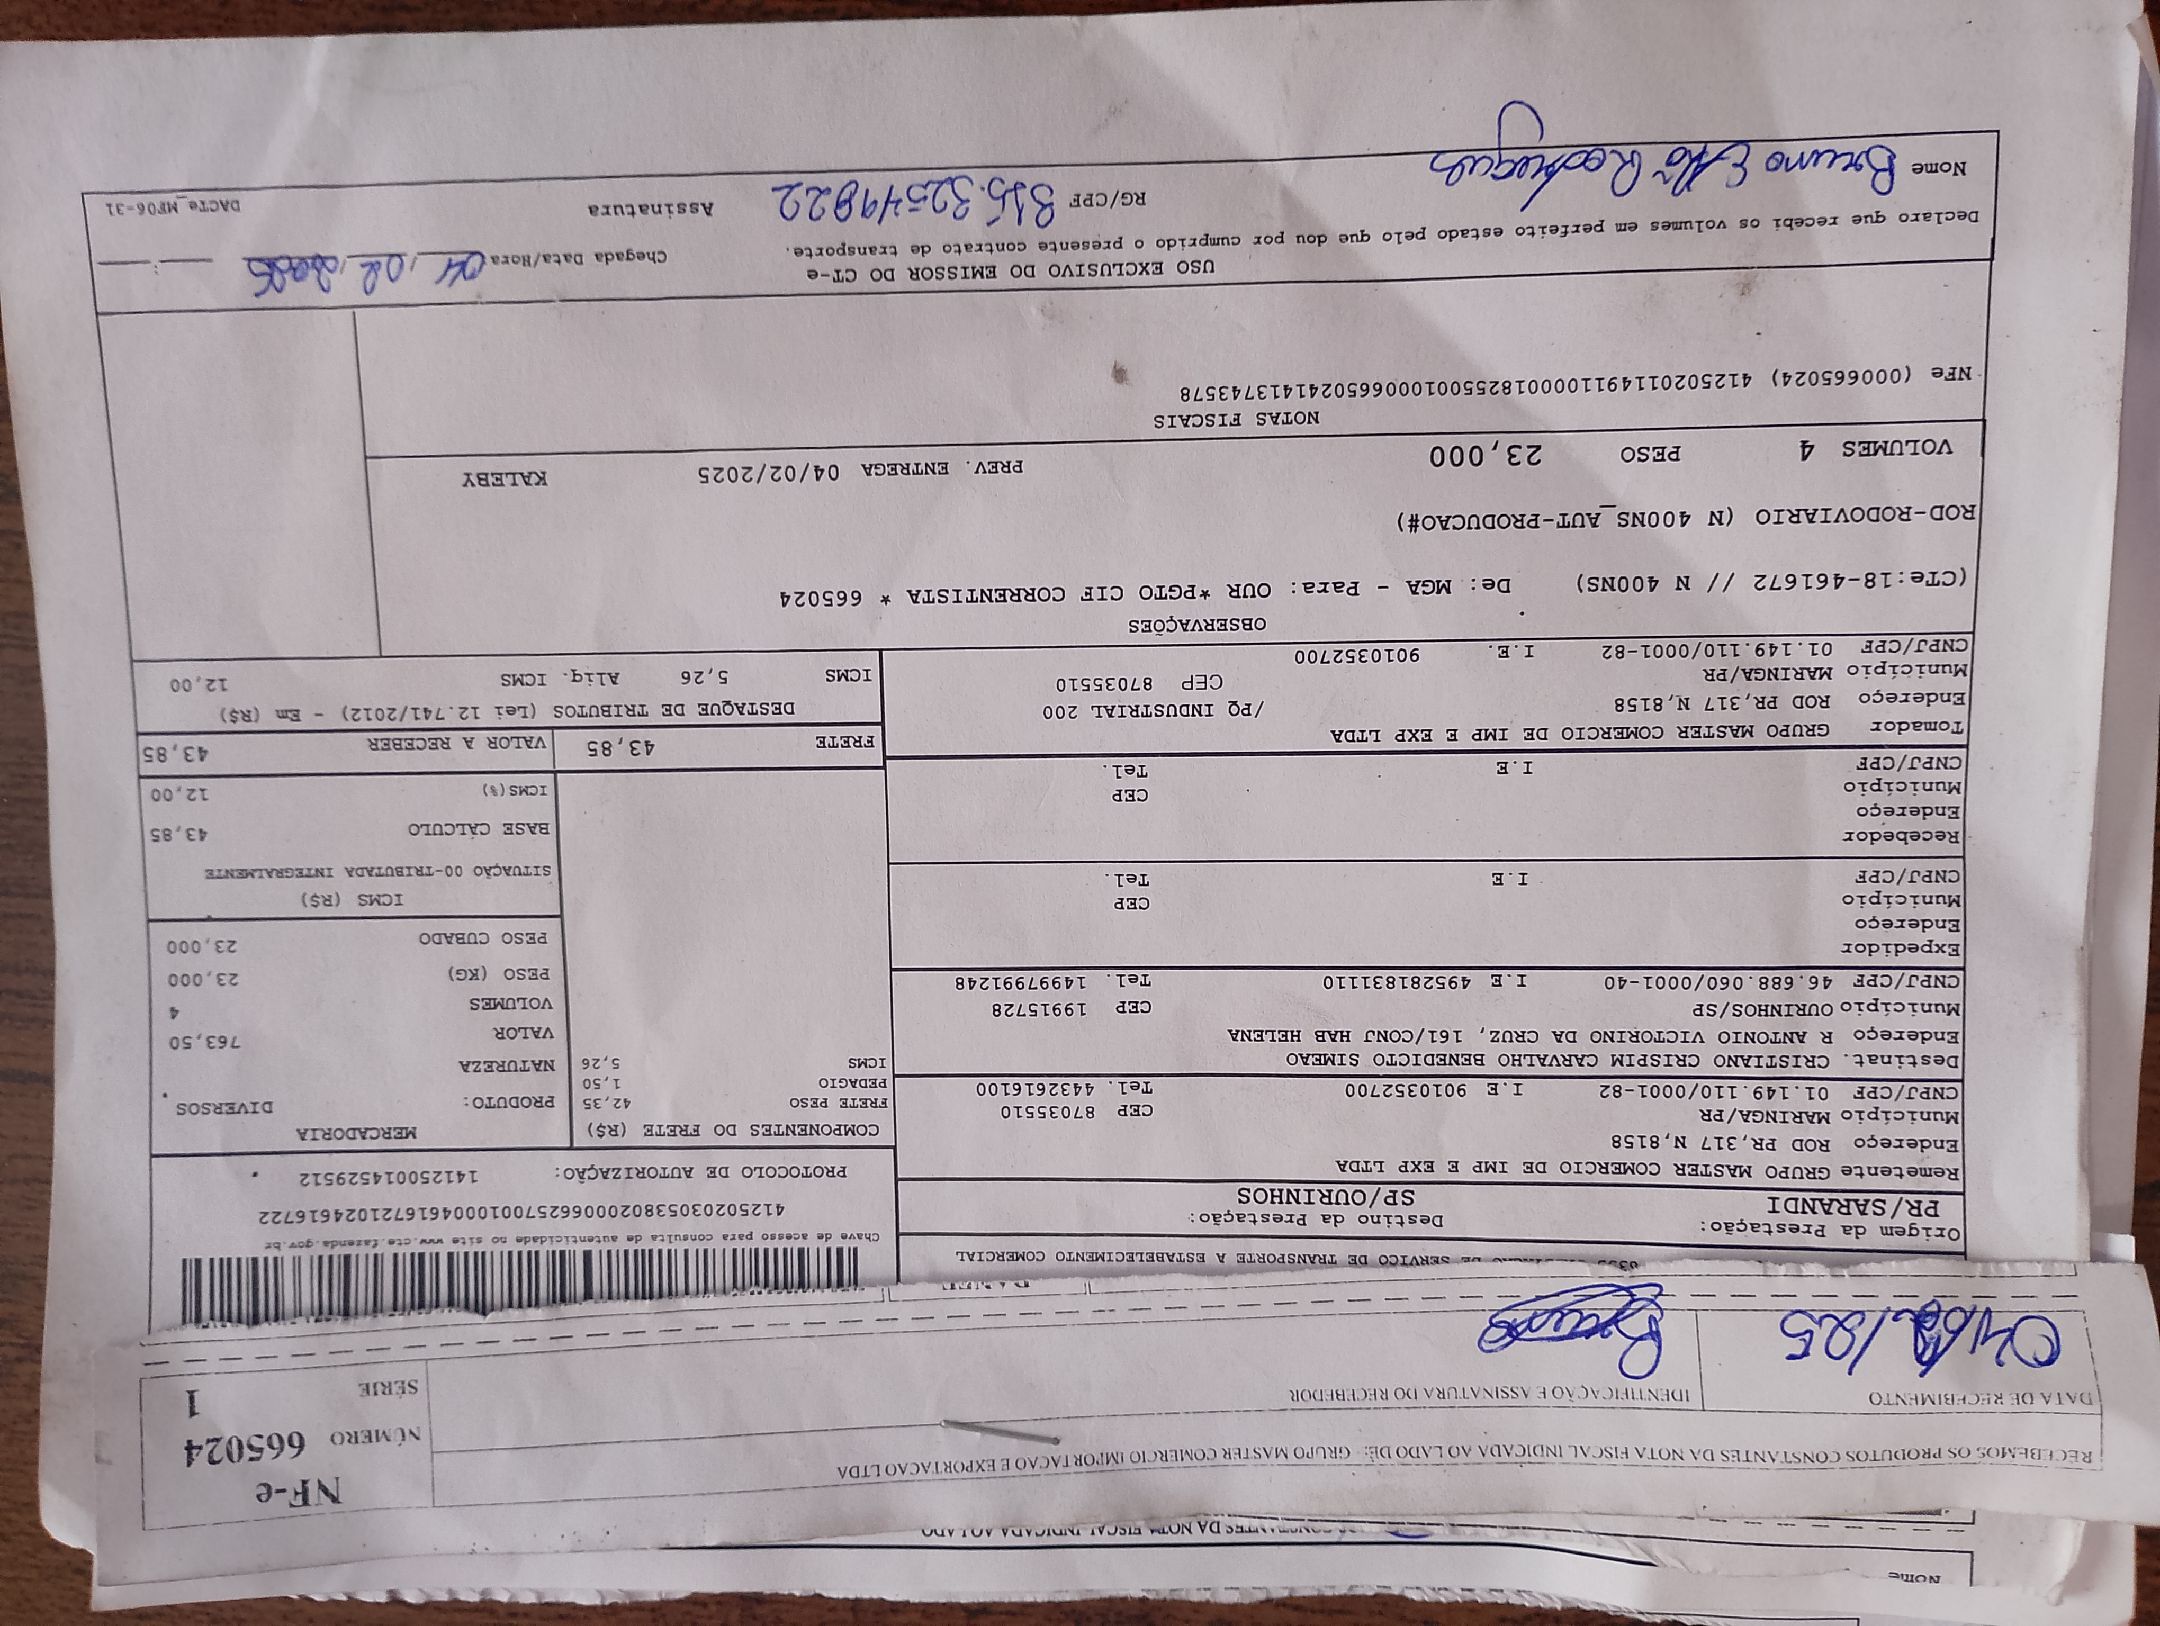 Nome
CONSTANTES DA NOTA FISCAL INDICADA AO LADO
RECEBEMOS OS PRODUTOS CONSTANTES DA NOTA FISCAL INDICADA AO LADO DE: GRUPO MASTER COMERCIO IMPORTACAO E EXPORTACAO LTDA
NF-e
NÚMERO 665024
SÉRIE 1
DATA DE RECEBIMENTO
IDENTIFICAÇÃO E ASSINATURA DO RECEBEDOR
04/02/25
Bruno
DE SERVICO DE TRANSPORTE A ESTABELECIMENTO COMERCIAL
Origem da Prestação:
PR/SARANDI
Destino da Prestação:
SP/OURINHOS
Chave de acesso para consulta de autenticidade no site www.cte.fazenda.gov.br
41250203053802000662570010004616721024616722
PROTOCOLO DE AUTORIZAÇÃO: 141250014529512
Remetente GRUPO MASTER COMERCIO DE IMP E EXP LTDA
Endereço ROD PR,317 N,8158
Município MARINGA/PR CEP 87035510
CNPJ/CPF 01.149.110/0001-82 I.E 9010352700 Tel. 4432616100
Destinat. CRISTIANO CRISPIM CARVALHO BENEDICTO SIMEAO
Endereço R ANTONIO VICTORINO DA CRUZ, 161/CONJ HAB HELENA
Município OURINHOS/SP CEP 19915728
CNPJ/CPF 46.688.060/0001-40 I.E 495281831110 Tel. 14997991248
Expedidor
Endereço
Município CEP
CNPJ/CPF I.E Tel.
Recebedor
Endereço
Município CEP
CNPJ/CPF I.E Tel.
Tomador GRUPO MASTER COMERCIO DE IMP E EXP LTDA
Endereço ROD PR,317 N,8158 /PQ INDUSTRIAL 200
Município MARINGA/PR CEP 87035510
CNPJ/CPF 01.149.110/0001-82 I.E. 9010352700
COMPONENTES DO FRETE (R$)
FRETE PESO 42,35
PEDAGIO 1,50
ICMS 5,26
MERCADORIA
PRODUTO: DIVERSOS
NATUREZA
VALOR 763,50
VOLUMES 4
PESO (KG) 23,000
PESO CUBADO 23,000
ICMS (R$)
SITUAÇÃO 00-TRIBUTADA INTEGRALMENTE
BASE CÁLCULO 43,85
ICMS(%) 12,00
FRETE 43,85 VALOR A RECEBER 43,85
DESTAQUE DE TRIBUTOS (Lei 12.741/2012) - Em (R$)
ICMS 5,26 Aliq. ICMS 12,00
OBSERVAÇÕES
(CTe:18-461672 // N 400NS) De: MGA - Para: OUR *PGTO CIF CORRENTISTA * 665024
ROD-RODOVIARIO (N 400NS_AUT-PRODUCAO#)
VOLUMES 4 PESO 23,000 PREV. ENTREGA 04/02/2025 KALEBY
NOTAS FISCAIS
NFe (000665024) 41250201149110000182550010006650241413743578
USO EXCLUSIVO DO EMISSOR DO CT-e
Declaro que recebi os volumes em perfeito estado pelo que dou por cumprido o presente contrato de transporte.
Chegada Data/Hora 04/02/2025 __:__
Nome Bruno Rodrigues RG/CPF Assinatura
DACTe_MF06-31